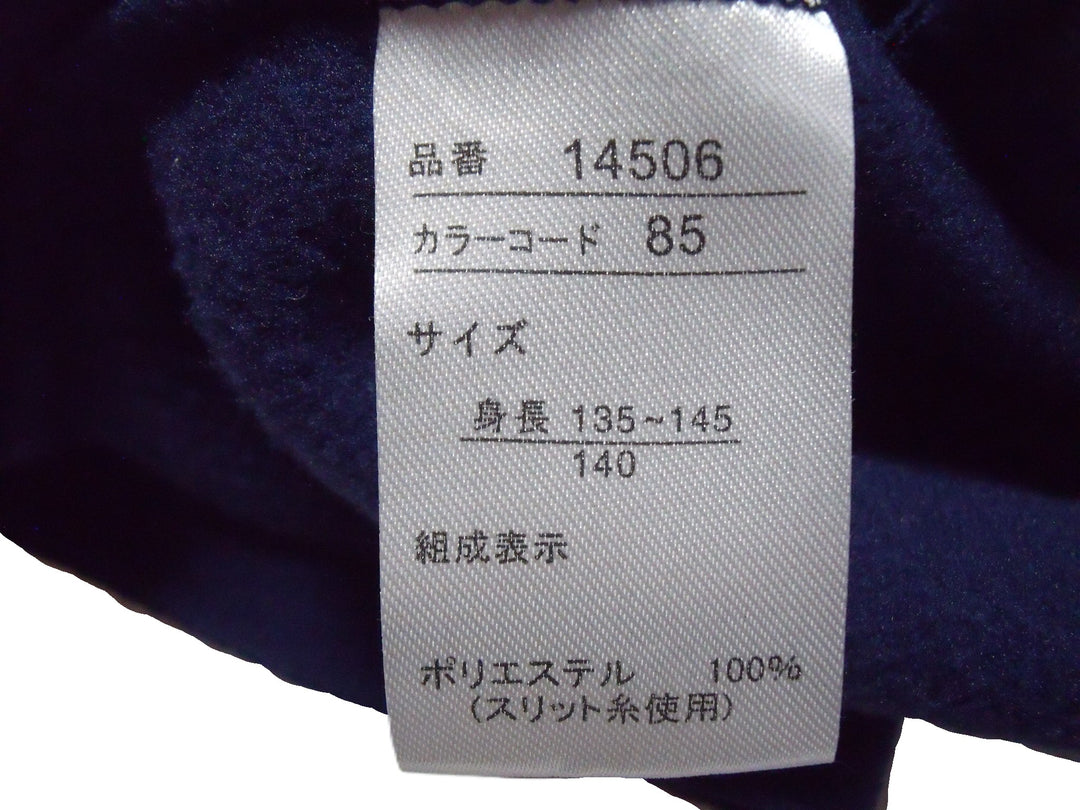 品番 14506
カラーコード 85
サイズ
身長 135~145
140
組成表示
ポリエステル 100%
(スリット糸使用)